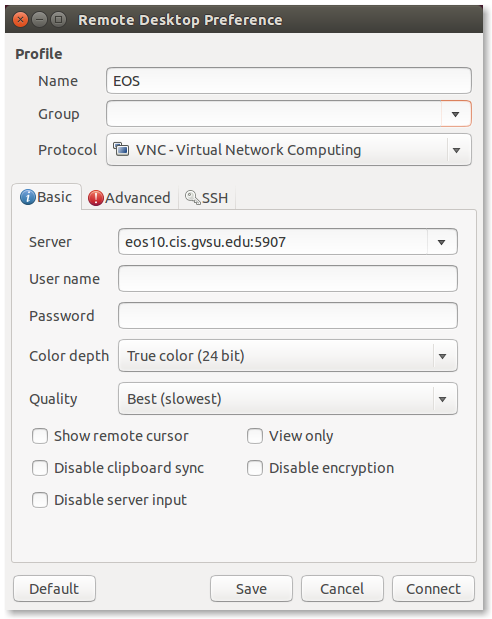 Remote Desktop Preference
Profile
Name EOS
Group
Protocol VNC - Virtual Network Computing
Basic Advanced SSH
Server eos10.cis.gvsu.edu:5907
User name
Password
Color depth True color (24 bit)
Quality Best (slowest)
Show remote cursor View only
Disable clipboard sync Disable encryption
Disable server input
Default Save Cancel Connect